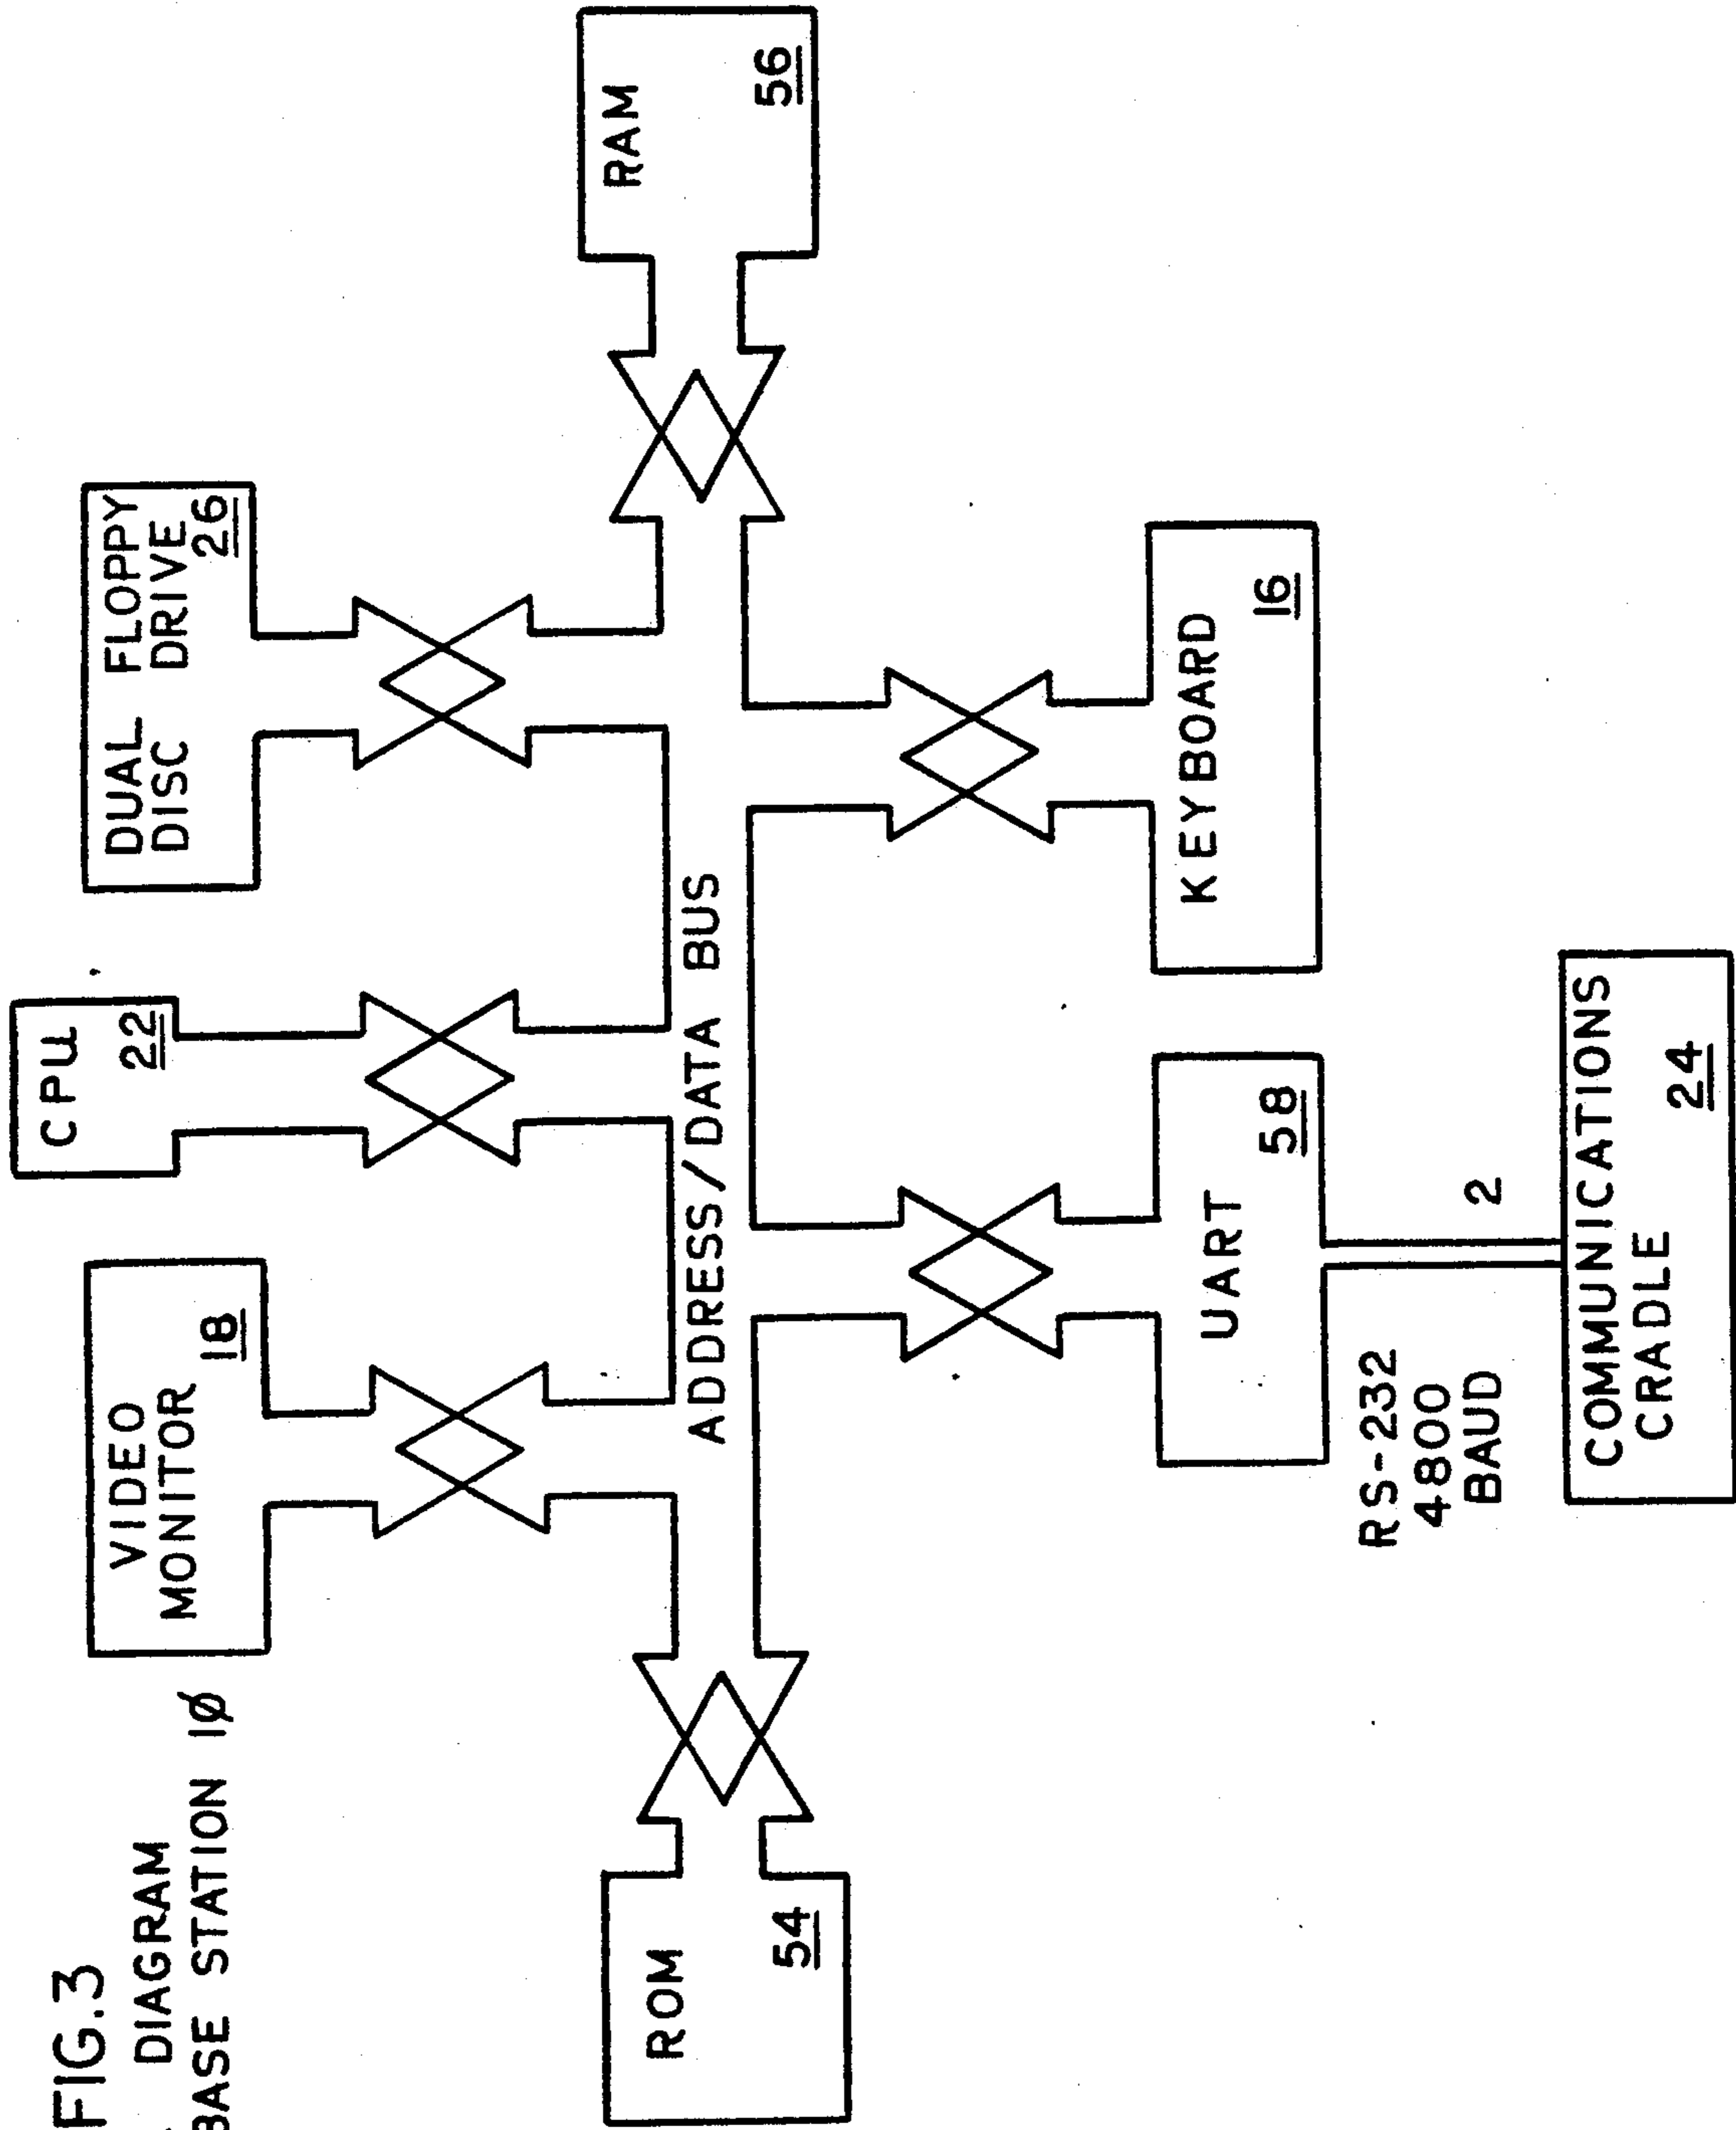 FIG.3
DIAGRAM
BASE STATION 1Ø
VIDEO
MONITOR
18
CPU
22
DUAL FLOPPY
DISC DRIVE
26
ROM
54
ADDRESS/DATA BUS
RAM
56
UART
58
KEYBOARD
16
RS-232
4800
BAUD
2
COMMUNICATIONS
CRADLE
24